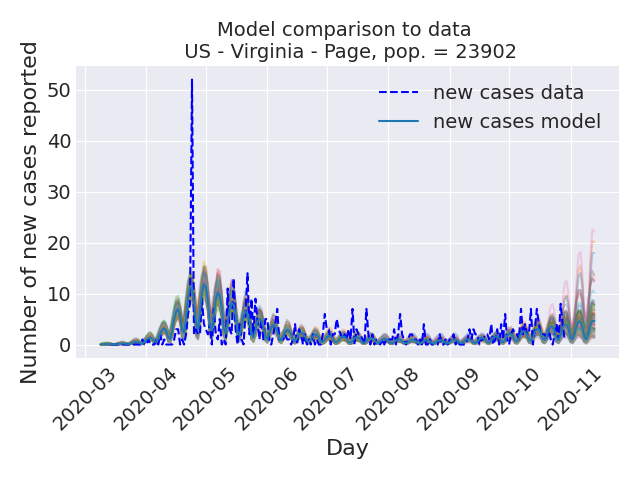 Model comparison to data
US - Virginia - Page, pop. = 23902
Number of new cases reported
50
40
30
20
10
0
new cases data
new cases model
2020-03
2020-04
2020-05
2020-06
2020-07
2020-08
2020-09
2020-10
2020-11
Day